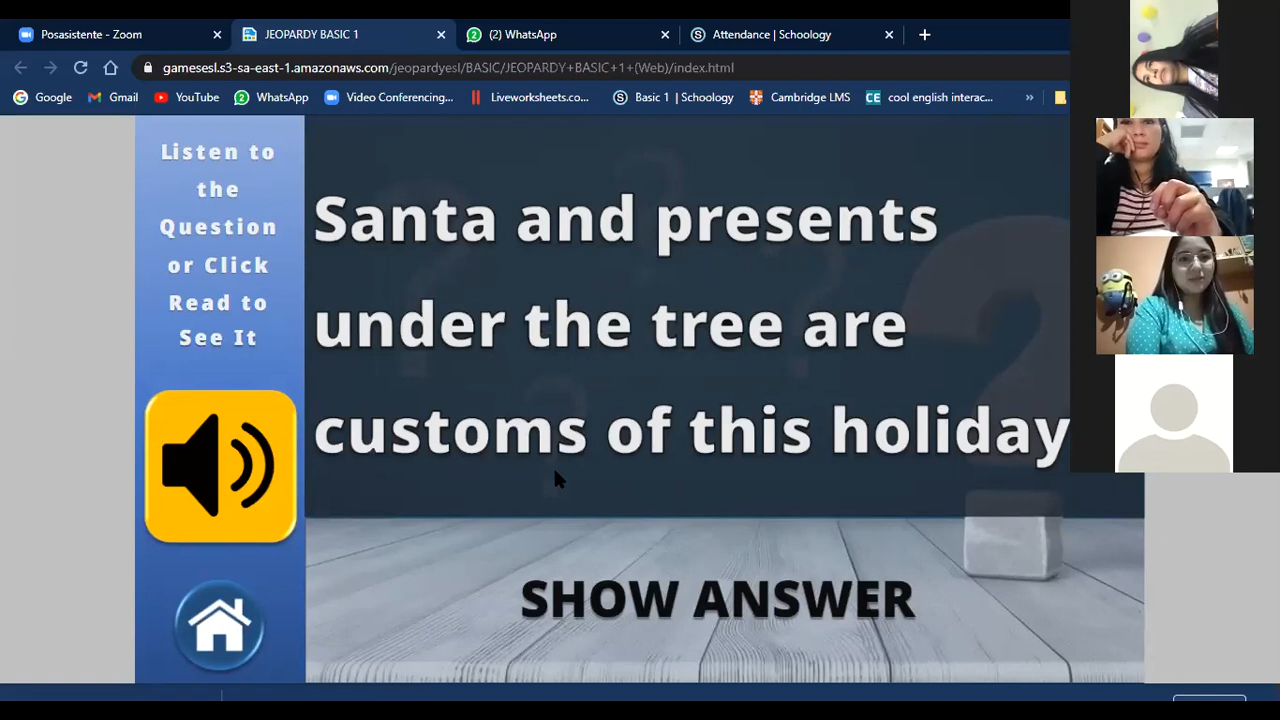 Posasistente - Zoom
JEOPARDY BASIC 1
(2) WhatsApp
Attendance | Schoology
gamesesl.s3-sa-east-1.amazonaws.com/jeopardyesl/BASIC/JEOPARDY+BASIC+1+(Web)/index.html
Google
Gmail
YouTube
WhatsApp
Video Conferencing...
Liveworksheets.co...
Basic 1 | Schoology
Cambridge LMS
CE
cool english interac...
Listen to
the
Question
or Click
Read to
See It
Santa and presents
under the tree are
customs of this holiday
SHOW ANSWER